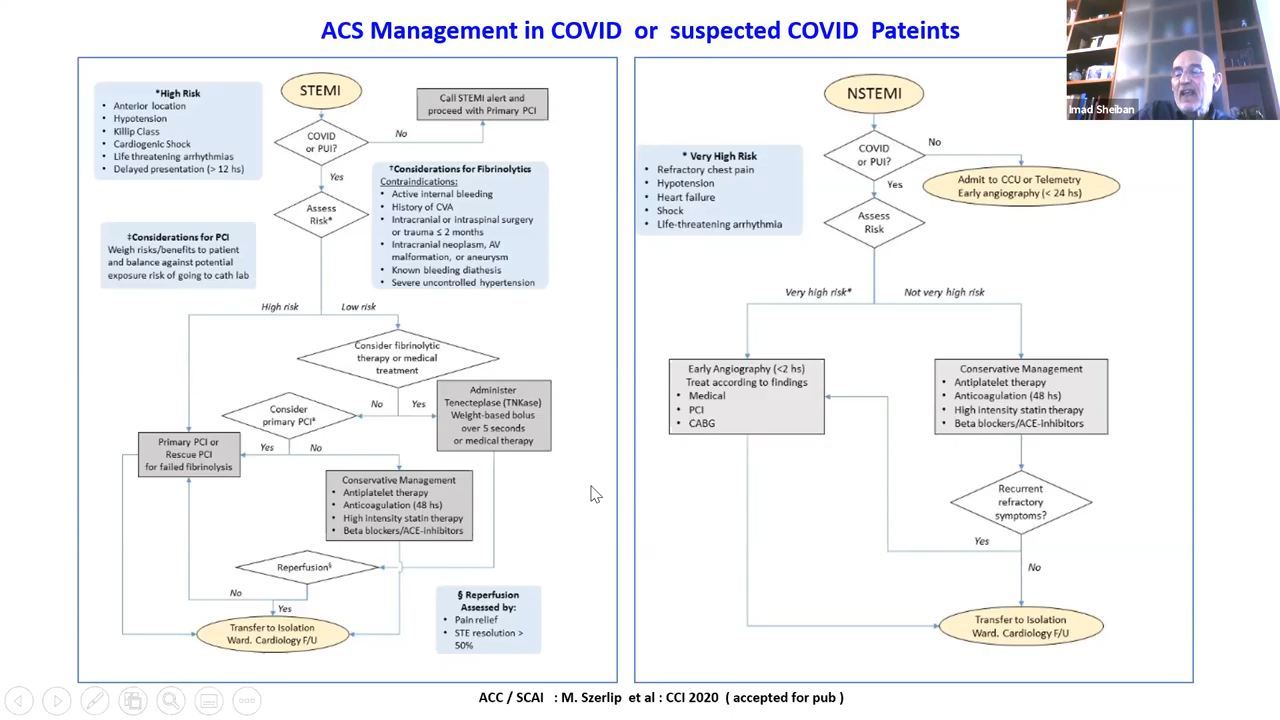 ACS Management in COVID or suspected COVID Pateints
Imad Sheiban
*High Risk
• Anterior location
• Hypotension
• Killip Class
• Cardiogenic Shock
• Life threatening arrhythmias
• Delayed presentation (> 12 hs)
STEMI
Call STEMI alert and
proceed with Primary PCI
COVID
or PUI?
No
Yes
Assess
Risk*
†Considerations for Fibrinolytics
Contraindications:
• Active internal bleeding
• History of CVA
• Intracranial or intraspinal surgery
or trauma ≤ 2 months
• Intracranial neoplasm, AV
malformation, or aneurysm
• Known bleeding diathesis
• Severe uncontrolled hypertension
‡Considerations for PCI
Weigh risks/benefits to patient
and balance against potential
exposure risk of going to cath lab
High risk
Low risk
Consider fibrinolytic
therapy or medical
treatment
No
Yes
Consider
primary PCI*
Administer
Tenecteplase (TNKase)
Weight-based bolus
over 5 seconds
or medical therapy
Yes
No
Primary PCI or
Rescue PCI
for failed fibrinolysis
Conservative Management
• Antiplatelet therapy
• Anticoagulation (48 hs)
• High intensity statin therapy
• Beta blockers/ACE-inhibitors
Reperfusion§
No
Yes
Transfer to Isolation
Ward. Cardiology F/U
§ Reperfusion
Assessed by:
• Pain relief
• STE resolution >
50%
NSTEMI
* Very High Risk
• Refractory chest pain
• Hypotension
• Heart failure
• Shock
• Life-threatening arrhythmia
COVID
or PUI?
No
Yes
Admit to CCU or Telemetry
Early angiography (< 24 hs)
Assess
Risk
Very high risk*
Not very high risk
Early Angiography (<2 hs)
Treat according to findings
• Medical
• PCI
• CABG
Conservative Management
• Antiplatelet therapy
• Anticoagulation (48 hs)
• High intensity statin therapy
• Beta blockers/ACE-Inhibitors
Recurrent
refractory
symptoms?
Yes
No
Transfer to Isolation
Ward. Cardiology F/U
ACC / SCAI : M. Szerlip et al : CCI 2020 ( accepted for pub )